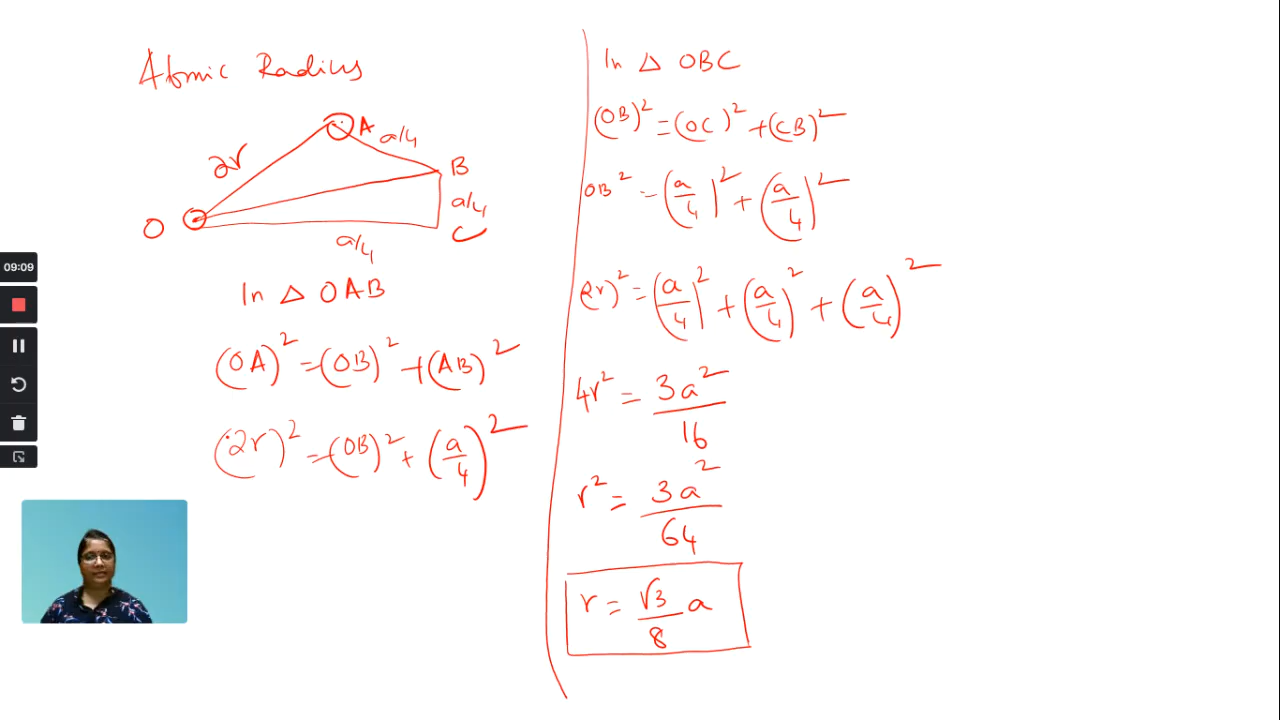 Atomic Radius
A
a/4
2r
B
a/4
O
C
a/4
In △ OAB
(OA)² = (OB)² + (AB)²
(2r)² = (OB)² + (a/4)²
In △ OBC
(OB)² = (OC)² + (CB)²
OB² = (a/4)² + (a/4)²
(2r)² = (a/4)² + (a/4)² + (a/4)²
4r² = 3a²/16
r² = 3a²/64
r = √3/8 a
09:09